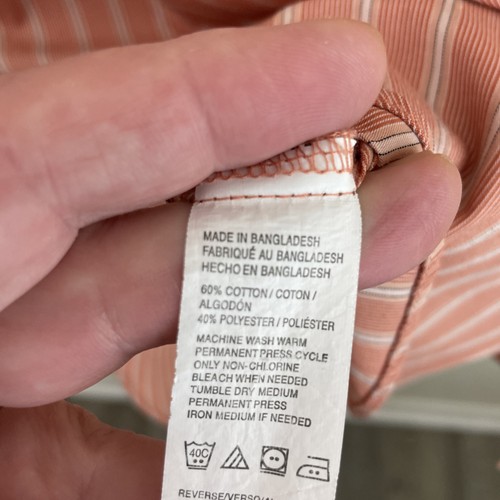 MADE IN BANGLADESH
FABRIQUÉ AU BANGLADESH
HECHO EN BANGLADESH
60% COTTON / COTON /
ALGODÓN
40% POLYESTER / POLIÉSTER
MACHINE WASH WARM
PERMANENT PRESS CYCLE
ONLY NON-CHLORINE
BLEACH WHEN NEEDED
TUMBLE DRY MEDIUM
PERMANENT PRESS
IRON MEDIUM IF NEEDED
40C
REVERSE/VERSO/